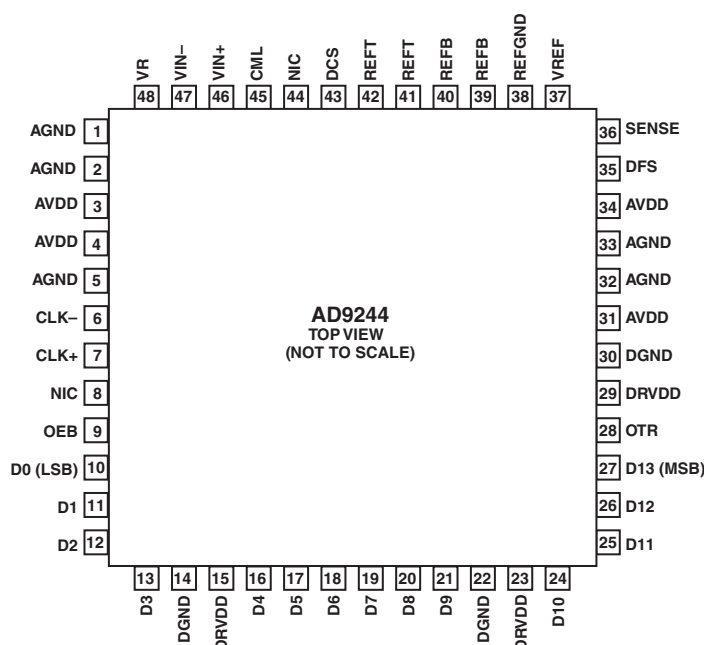 VR
VIN–
VIN+
CML
NIC
DCS
REFT
REFT
REFB
REFB
REFGND
VREF
48
47
46
45
44
43
42
41
40
39
38
37
AGND 1
AGND 2
AVDD 3
AVDD 4
AGND 5
CLK– 6
CLK+ 7
NIC 8
OEB 9
D0 (LSB) 10
D1 11
D2 12
AD9244
TOP VIEW
(NOT TO SCALE)
36 SENSE
35 DFS
34 AVDD
33 AGND
32 AGND
31 AVDD
30 DGND
29 DRVDD
28 OTR
27 D13 (MSB)
26 D12
25 D11
13
14
15
16
17
18
19
20
21
22
23
24
D3
DGND
DRVDD
D4
D5
D6
D7
D8
D9
DGND
DRVDD
D10